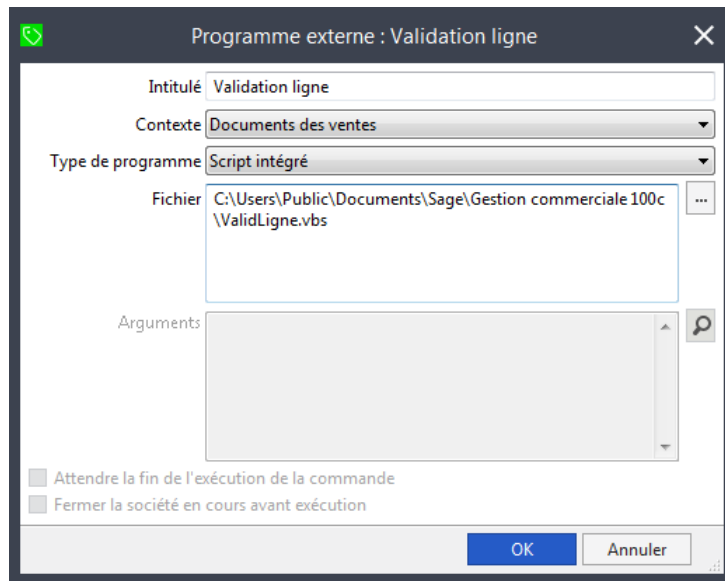 Programme externe : Validation ligne
Intitulé Validation ligne
Contexte Documents des ventes
Type de programme Script intégré
Fichier C:\Users\Public\Documents\Sage\Gestion commerciale 100c
\ValidLigne.vbs
...
Arguments
Attendre la fin de l'exécution de la commande
Fermer la société en cours avant exécution
OK Annuler